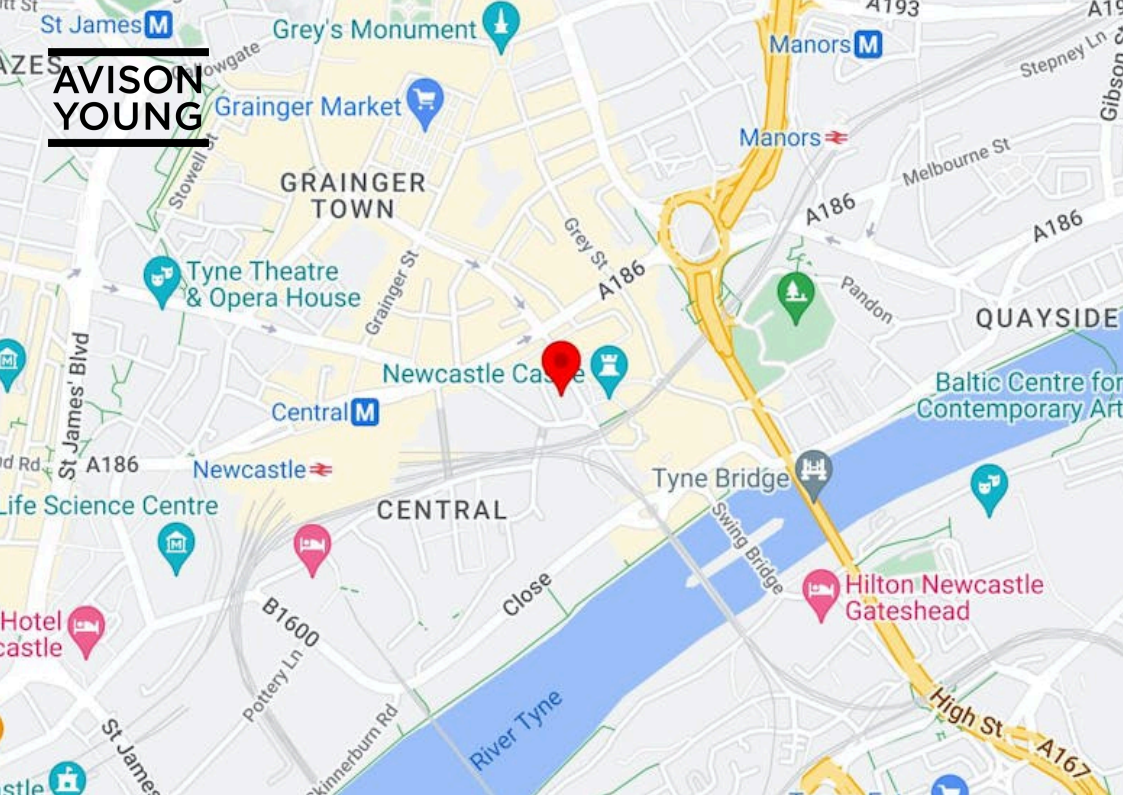 A193
St James M
Grey's Monument
Manors M
Stepney Ln
AVISON
YOUNG
Grainger Market
Stowell St
Manors
Melbourne St
GRAINGER
TOWN
A186
A186
Grey St
A186
Tyne Theatre
& Opera House
Grainger St
Pandon
QUAYSIDE
St James' Blvd
Newcastle
Baltic Centre for
Contemporary Art
Central M
A186
Newcastle
Tyne Bridge
Life Science Centre
CENTRAL
Swing Bridge
Close
Hilton Newcastle
Gateshead
Hotel
B1600
Pottery Ln
High St
River Tyne
Skinnerburn Rd
St James
A167